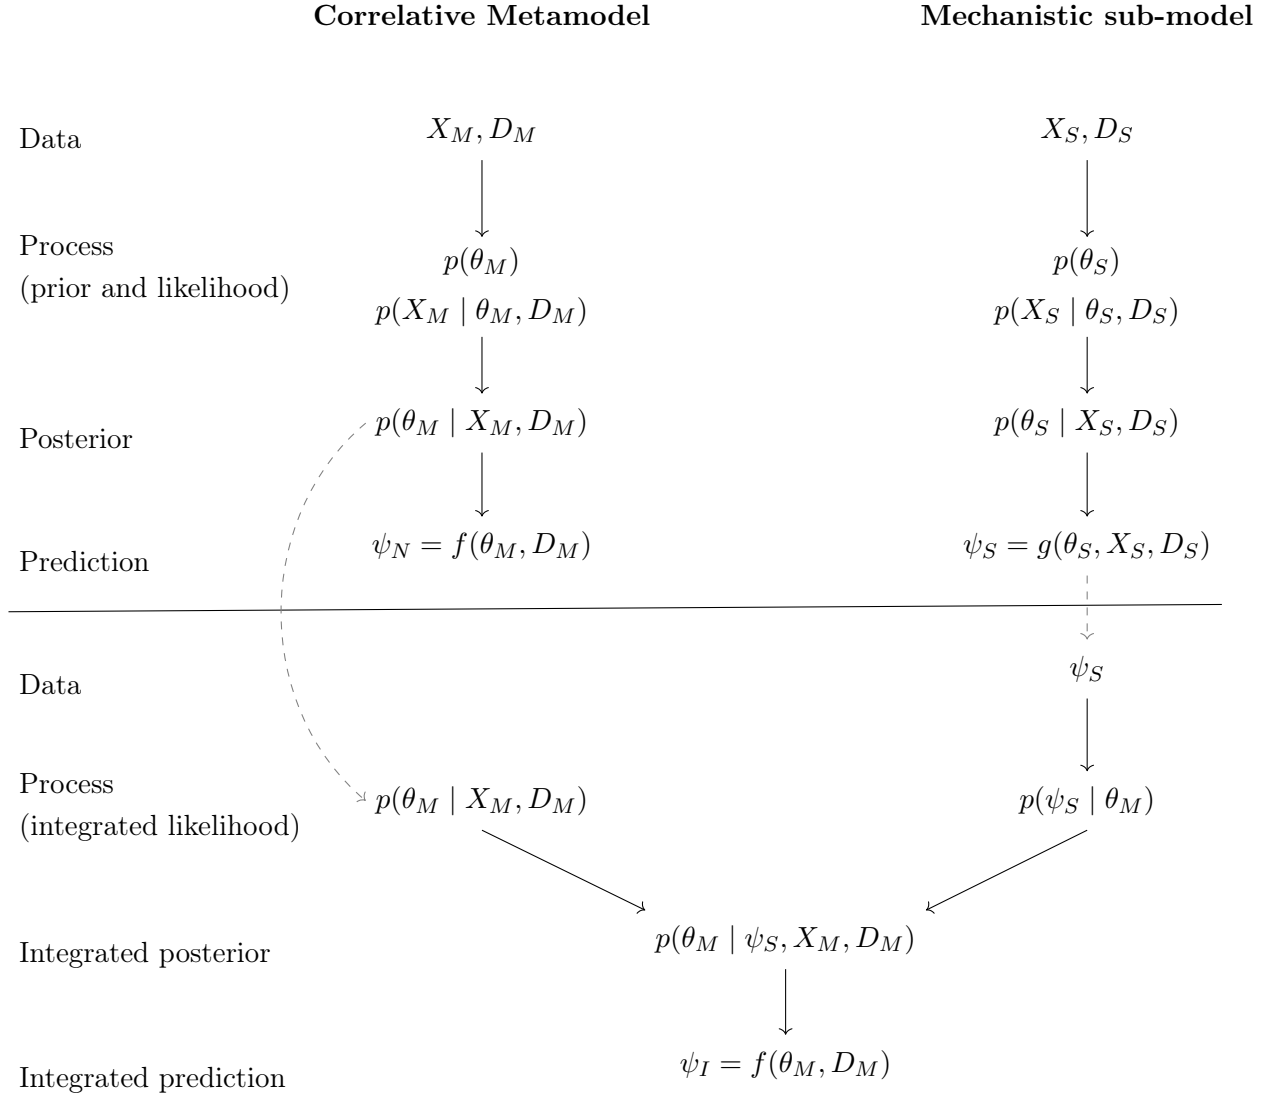 Correlative Metamodel Mechanistic sub-model
Data X_M, D_M X_S, D_S
Process
(prior and likelihood)
p(θ_M) p(θ_S)
p(X_M | θ_M, D_M) p(X_S | θ_S, D_S)
Posterior p(θ_M | X_M, D_M) p(θ_S | X_S, D_S)
Prediction ψ_N = f(θ_M, D_M) ψ_S = g(θ_S, X_S, D_S)
Data ψ_S
Process
(integrated likelihood)
p(θ_M | X_M, D_M) p(ψ_S | θ_M)
Integrated posterior p(θ_M | ψ_S, X_M, D_M)
Integrated prediction ψ_I = f(θ_M, D_M)